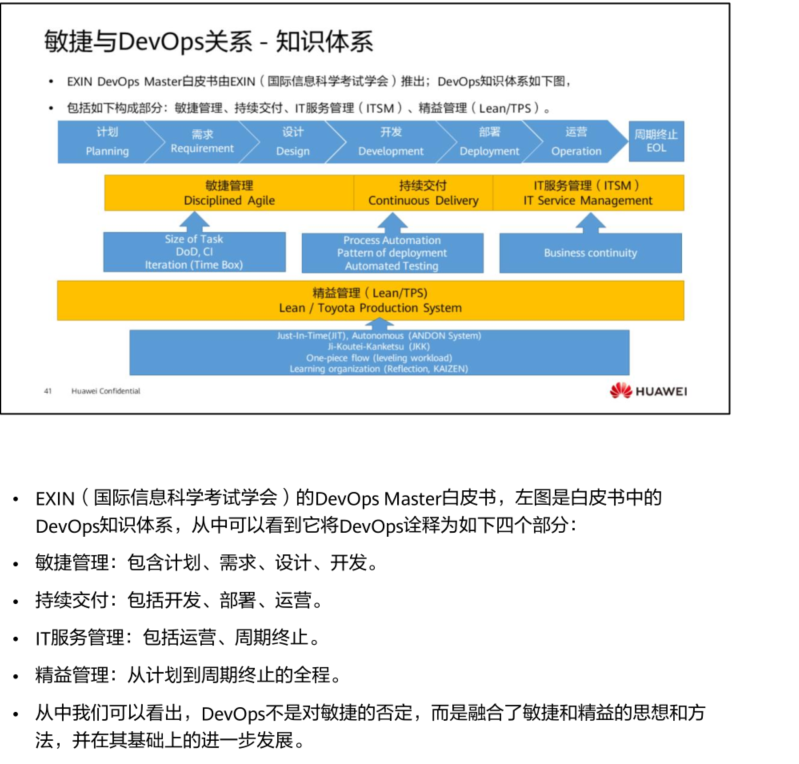 敏捷与DevOps关系 - 知识体系
• EXIN DevOps Master白皮书由EXIN（国际信息科学考试学会）推出；DevOps知识体系如下图，
• 包括如下构成部分：敏捷管理、持续交付、IT服务管理（ITSM）、精益管理（Lean/TPS）。
计划
Planning
需求
Requirement
设计
Design
开发
Development
部署
Deployment
运营
Operation
周期终止
EOL
敏捷管理
Disciplined Agile
持续交付
Continuous Delivery
IT服务管理（ITSM）
IT Service Management
Size of Task
DoD, CI
Iteration (Time Box)
Process Automation
Pattern of deployment
Automated Testing
Business continuity
精益管理（Lean/TPS)
Lean / Toyota Production System
Just-In-Time(JIT), Autonomous (ANDON System)
Ji-Koutei-Kanketsu (JKK)
One-piece flow (leveling workload)
Learning organization (Reflection, KAIZEN)
41 Huawei Confidential
HUAWEI
• EXIN（国际信息科学考试学会）的DevOps Master白皮书，左图是白皮书中的
DevOps知识体系，从中可以看到它将DevOps诠释为如下四个部分：
• 敏捷管理：包含计划、需求、设计、开发。
• 持续交付：包括开发、部署、运营。
• IT服务管理：包括运营、周期终止。
• 精益管理：从计划到周期终止的全程。
• 从中我们可以看出，DevOps不是对敏捷的否定，而是融合了敏捷和精益的思想和方
法，并在其基础上的进一步发展。